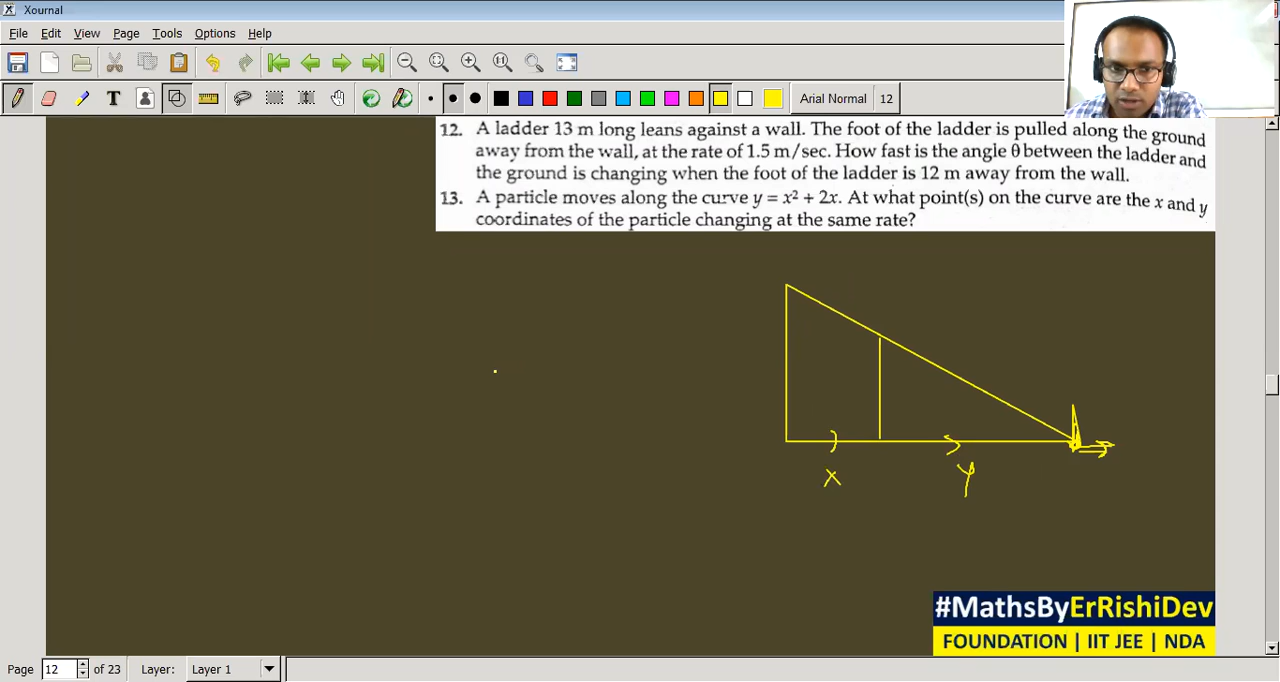 Xournal
File Edit View Page Tools Options Help
Arial Normal 12
12. A ladder 13 m long leans against a wall. The foot of the ladder is pulled along the ground
away from the wall, at the rate of 1.5 m/sec. How fast is the angle θ between the ladder and
the ground is changing when the foot of the ladder is 12 m away from the wall.
13. A particle moves along the curve y = x² + 2x. At what point(s) on the curve are the x and y
coordinates of the particle changing at the same rate?
x y
#MathsByErRishiDev
FOUNDATION | IIT JEE | NDA
Page 12 of 23 Layer: Layer 1